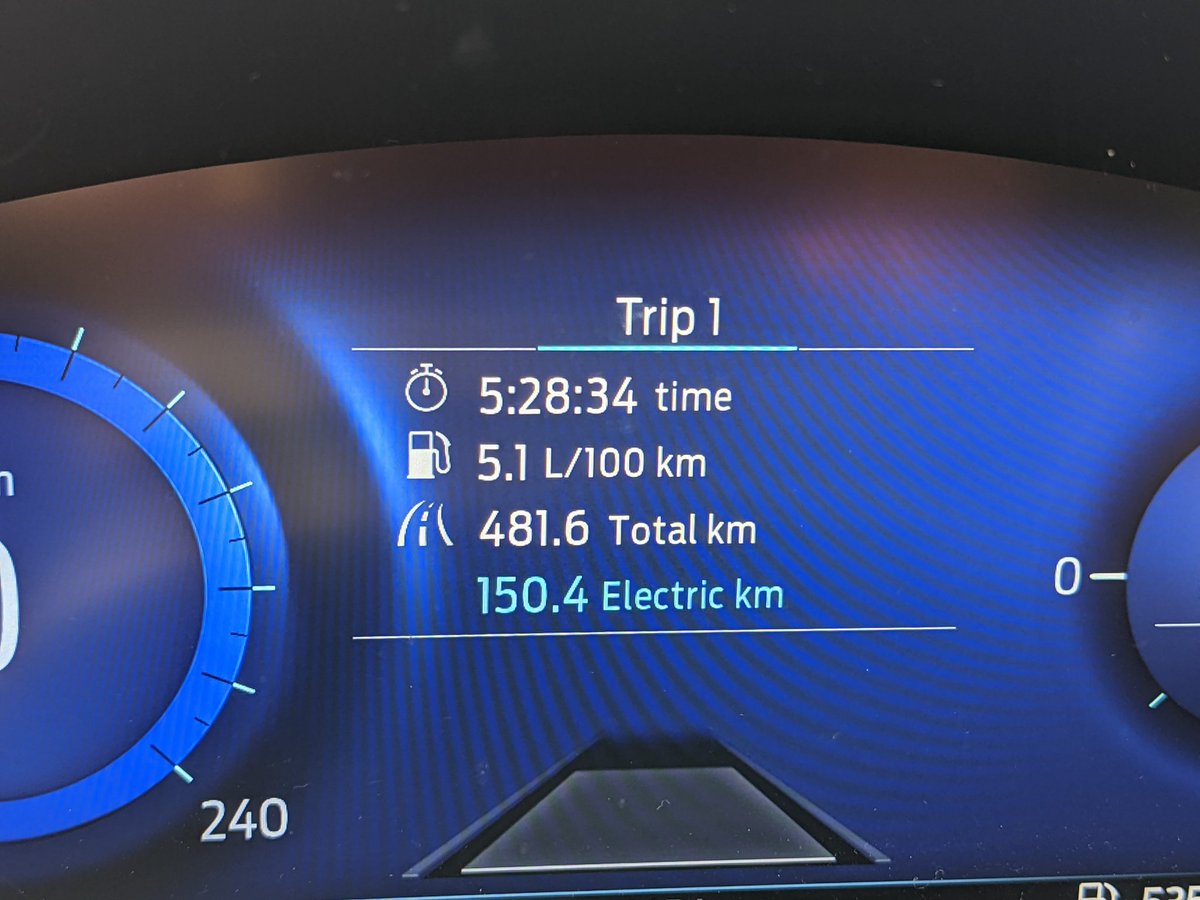 Trip 1
5:28:34 time
5.1 L/100 km
481.6 Total km
150.4 Electric km
0
240